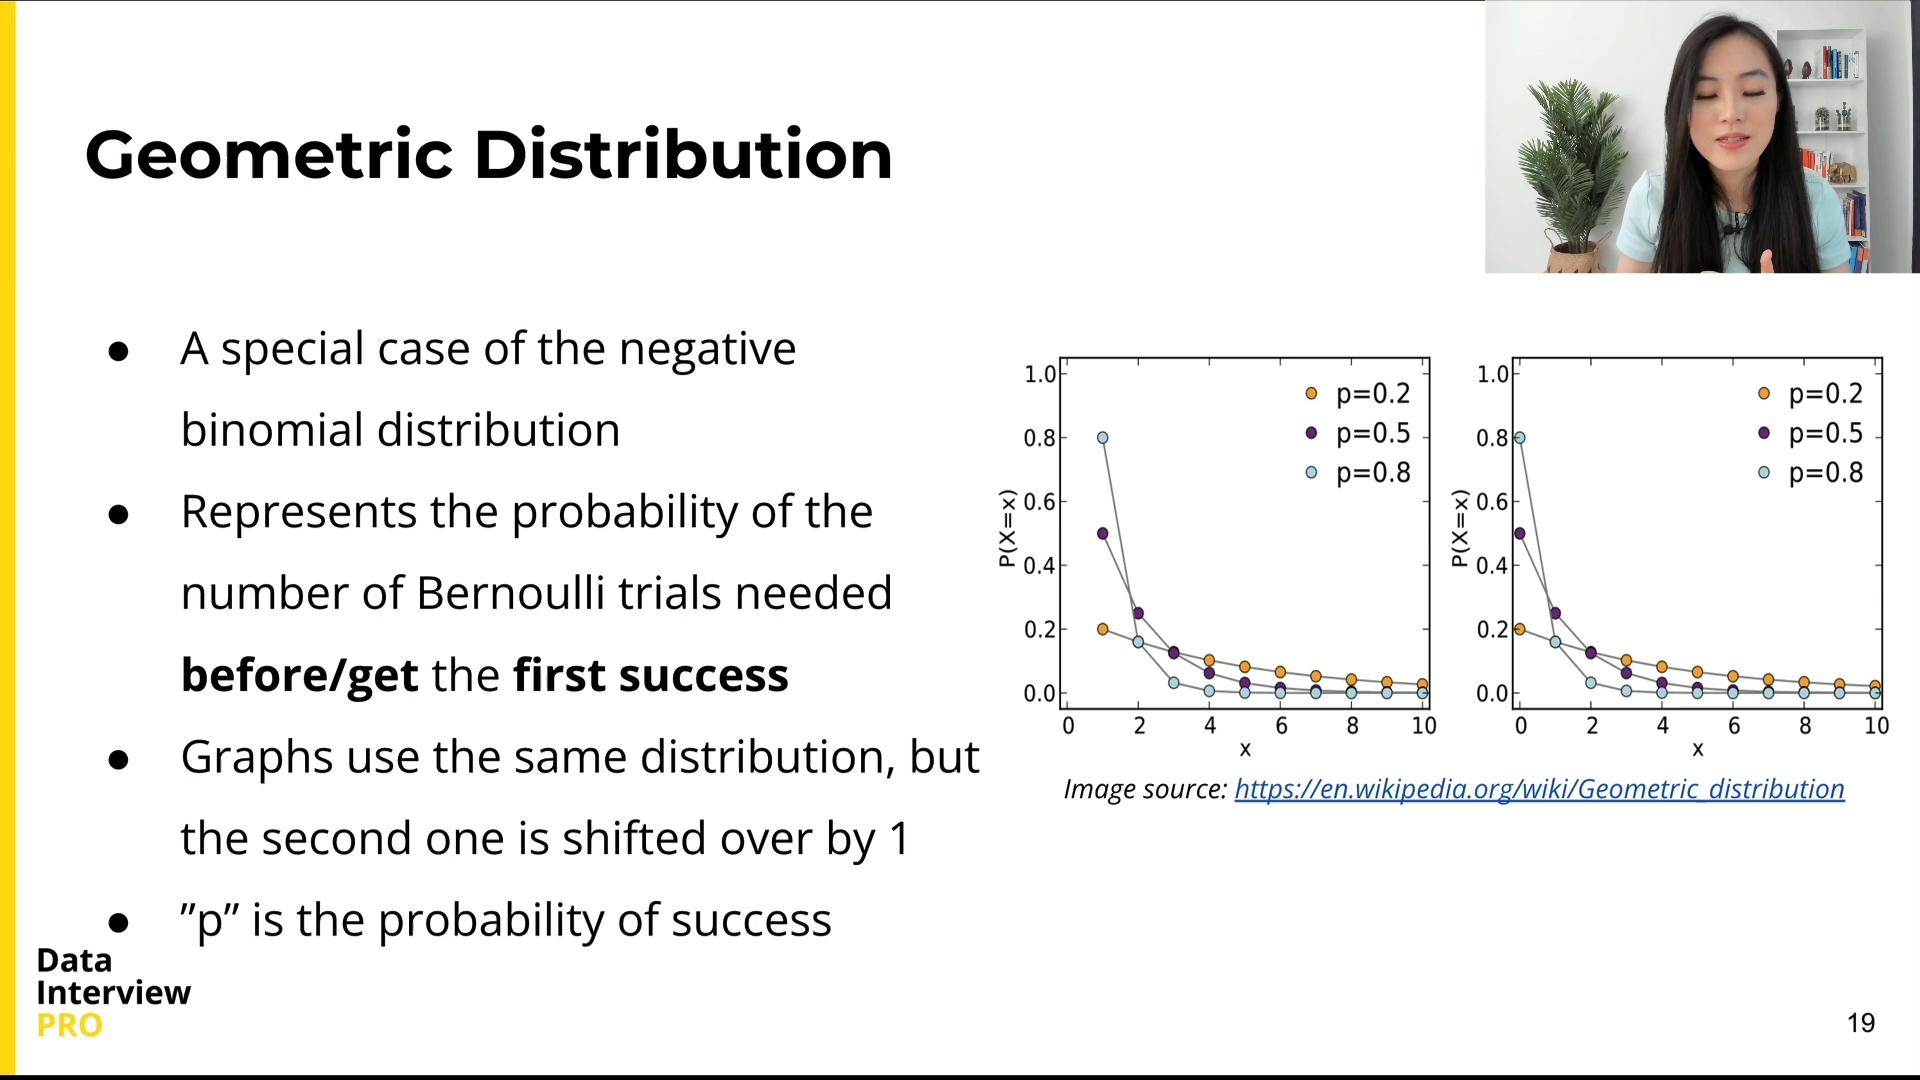 Geometric Distribution
● A special case of the negative
binomial distribution
● Represents the probability of the
number of Bernoulli trials needed
before/get the first success
● Graphs use the same distribution, but
the second one is shifted over by 1
● ”p” is the probability of success
1.0
0.8
0.6
0.4
0.2
0.0
P(X=x)
p=0.2
p=0.5
p=0.8
0 2 4 6 8 10
x
1.0
0.8
0.6
0.4
0.2
0.0
P(X=x)
p=0.2
p=0.5
p=0.8
0 2 4 6 8 10
x
Image source: https://en.wikipedia.org/wiki/Geometric_distribution
Data
Interview
PRO
19